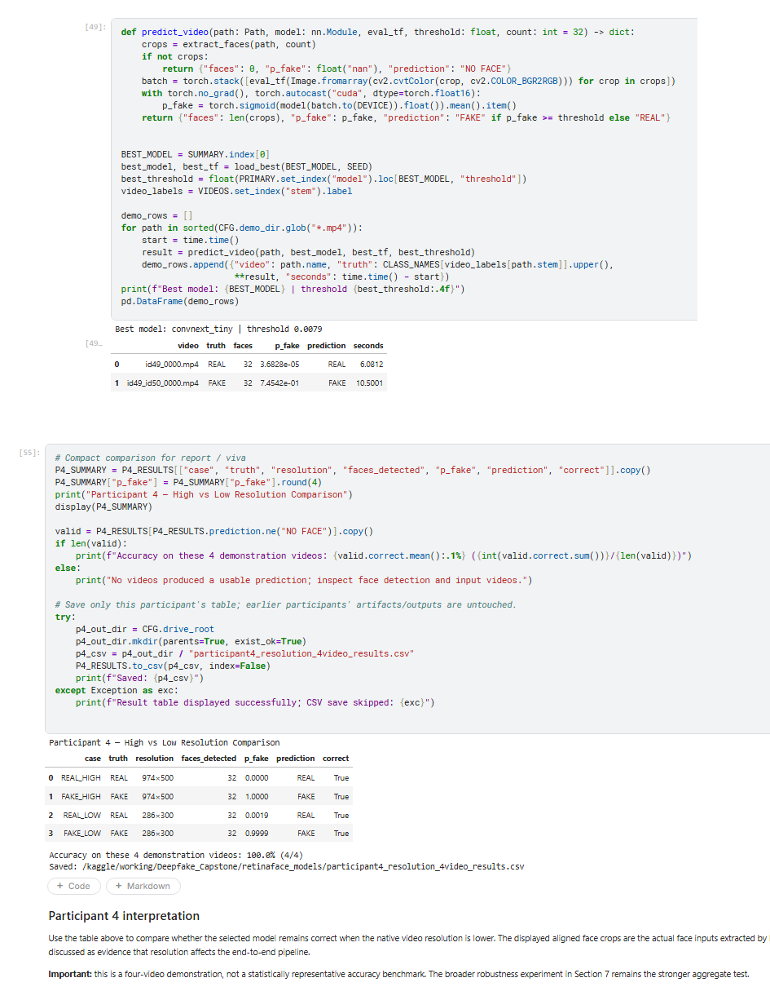 [49]:
def predict_video(path: Path, model: nn.Module, eval_tf, threshold: float, count: int = 32) -> dict:
    crops = extract_faces(path, count)
    if not crops:
        return {"faces": 0, "p_fake": float("nan"), "prediction": "NO FACE"}
    batch = torch.stack([eval_tf(Image.fromarray(cv2.cvtColor(crop, cv2.COLOR_BGR2RGB))) for crop in crops])
    with torch.no_grad(), torch.autocast("cuda", dtype=torch.float16):
        p_fake = torch.sigmoid(model(batch.to(DEVICE)).float()).mean().item()
    return {"faces": len(crops), "p_fake": p_fake, "prediction": "FAKE" if p_fake >= threshold else "REAL"}
BEST_MODEL = SUMMARY.index[0]
best_model, best_tf = load_best(BEST_MODEL, SEED)
best_threshold = float(PRIMARY.set_index("model").loc[BEST_MODEL, "threshold"])
video_labels = VIDEOS.set_index("stem").label
demo_rows = []
for path in sorted(CFG.demo_dir.glob("*.mp4")):
    start = time.time()
    result = predict_video(path, best_model, best_tf, best_threshold)
    demo_rows.append({"video": path.name, "truth": CLASS_NAMES[video_labels[path.stem]].upper(),
                      **result, "seconds": time.time() - start})
print(f"Best model: {BEST_MODEL} | threshold {best_threshold:.4f}")
pd.DataFrame(demo_rows)
Best model: convnext_tiny | threshold 0.0079
[49…
video truth faces p_fake prediction seconds
0 id49_0000.mp4 REAL 32 3.6828e-05 REAL 6.0812
1 id49_id50_0000.mp4 FAKE 32 7.4542e-01 FAKE 10.5001
[55]:
# Compact comparison for report / viva
P4_SUMMARY = P4_RESULTS[["case", "truth", "resolution", "faces_detected", "p_fake", "prediction", "correct"]].copy()
P4_SUMMARY["p_fake"] = P4_SUMMARY["p_fake"].round(4)
print("Participant 4 — High vs Low Resolution Comparison")
display(P4_SUMMARY)
valid = P4_RESULTS[P4_RESULTS.prediction.ne("NO FACE")].copy()
if len(valid):
    print(f"Accuracy on these 4 demonstration videos: {valid.correct.mean():.1%} ({int(valid.correct.sum())}/{len(valid)})")
else:
    print("No videos produced a usable prediction; inspect face detection and input videos.")
# Save only this participant's table; earlier participants' artifacts/outputs are untouched.
try:
    p4_out_dir = CFG.drive_root
    p4_out_dir.mkdir(parents=True, exist_ok=True)
    p4_csv = p4_out_dir / "participant4_resolution_4video_results.csv"
    P4_RESULTS.to_csv(p4_csv, index=False)
    print(f"Saved: {p4_csv}")
except Exception as exc:
    print(f"Result table displayed successfully; CSV save skipped: {exc}")
Participant 4 — High vs Low Resolution Comparison
case truth resolution faces_detected p_fake prediction correct
0 REAL_HIGH REAL 974×500 32 0.0000 REAL True
1 FAKE_HIGH FAKE 974×500 32 1.0000 FAKE True
2 REAL_LOW REAL 286×300 32 0.0019 REAL True
3 FAKE_LOW FAKE 286×300 32 0.9999 FAKE True
Accuracy on these 4 demonstration videos: 100.0% (4/4)
Saved: /kaggle/working/Deepfake_Capstone/retinaface_models/participant4_resolution_4video_results.csv
+ Code + Markdown
Participant 4 interpretation
Use the table above to compare whether the selected model remains correct when the native video resolution is lower. The displayed aligned face crops are the actual face inputs extracted by
discussed as evidence that resolution affects the end-to-end pipeline.
Important: this is a four-video demonstration, not a statistically representative accuracy benchmark. The broader robustness experiment in Section 7 remains the stronger aggregate test.